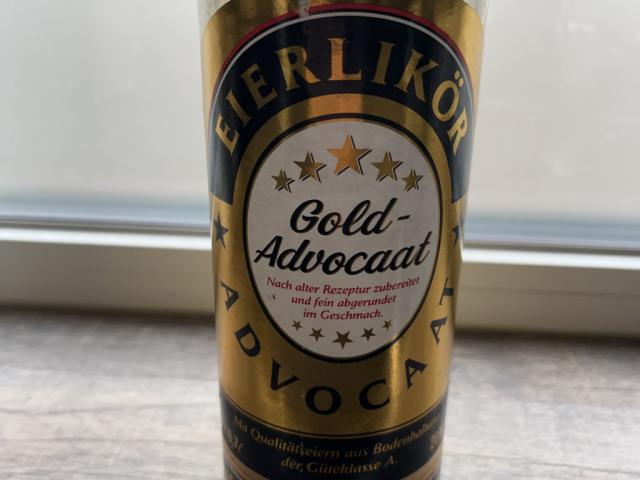 EIERLIKÖR
Gold-
Advocaat
Nach alter Rezeptur zubereitet
und fein abgerundet
im Geschmack.
ADVOCAAT
Mit Qualitätseiern aus Bodenhaltung
der Güteklasse A.